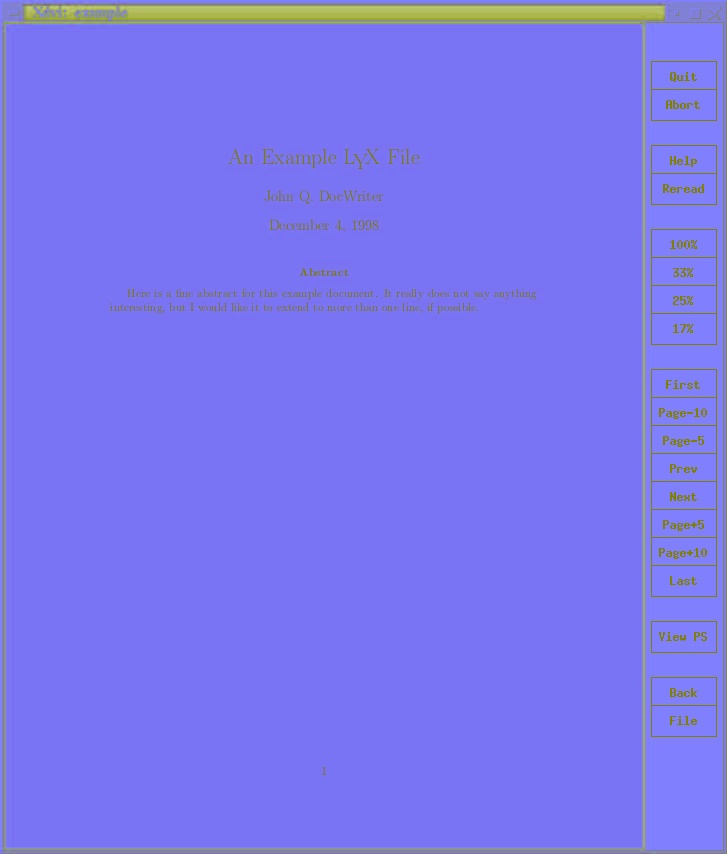 Xdvi: example
An Example LyX File
John Q. DocWriter
December 4, 1998
Abstract
Here is a fine abstract for this example document. It really does not say anything
interesting, but I would like it to extend to more than one line, if possible.
1
Quit
Abort
Help
Reread
100%
33%
25%
17%
First
Page-10
Page-5
Prev
Next
Page+5
Page+10
Last
View PS
Back
File